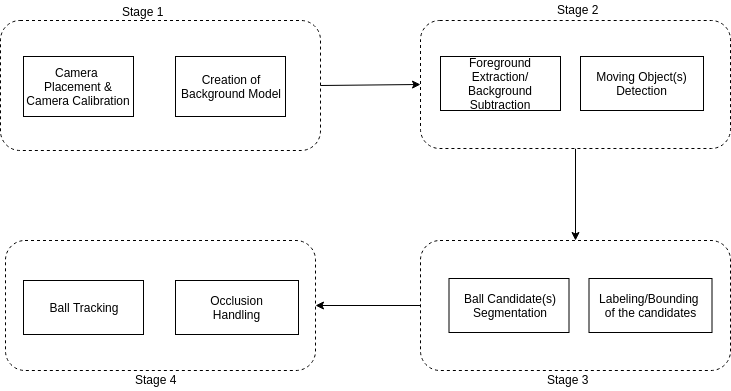 Stage 1
Camera
Placement &
Camera Calibration
Creation of
Background Model
Stage 2
Foreground
Extraction/
Background
Subtraction
Moving Object(s)
Detection
Ball Candidate(s)
Segmentation
Labeling/Bounding
of the candidates
Stage 3
Ball Tracking
Occlusion
Handling
Stage 4